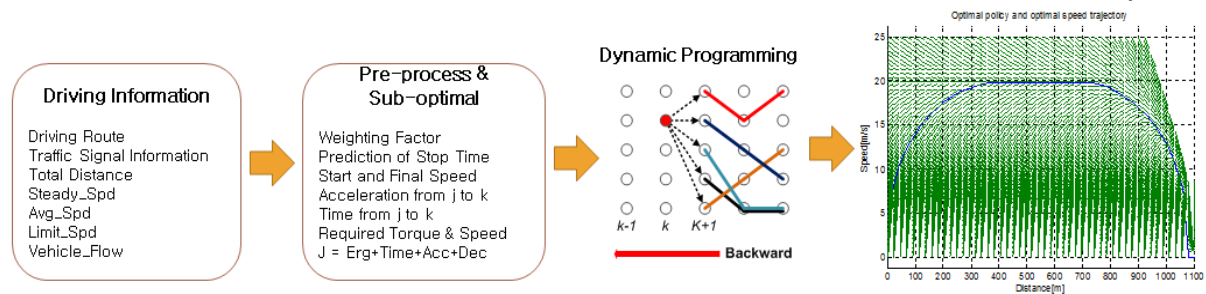 Driving Information
Driving Route
Traffic Signal Information
Total Distance
Steady_Spd
Avg_Spd
Limit_Spd
Vehicle_Flow
Pre-process &
Sub-optimal
Weighting Factor
Prediction of Stop Time
Start and Final Speed
Acceleration from j to k
Time from j to k
Required Torque & Speed
J = Erg+Time+Acc+Dec
Dynamic Programming
k-1 k K+1
Backward
Optimal policy and optimal speed trajectory
Speed[m/s]
25
20
15
10
5
0
0 100 200 300 400 500 600 700 800 900 1000 1100
Distance[m]